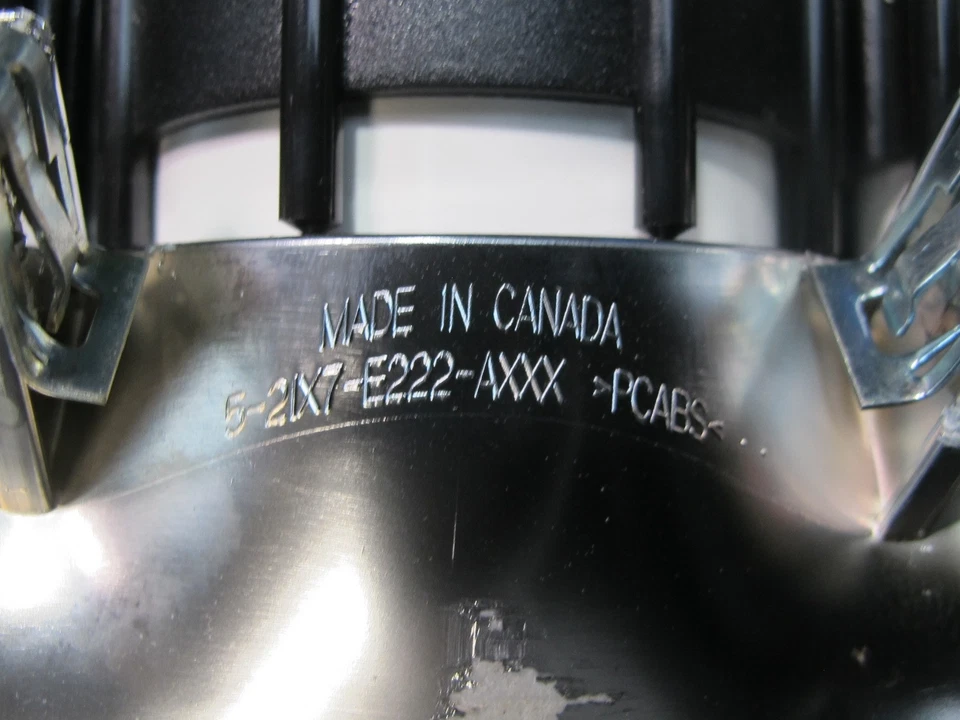 MADE IN CANADA
5-21X7-E222-AXXX >PCABS<